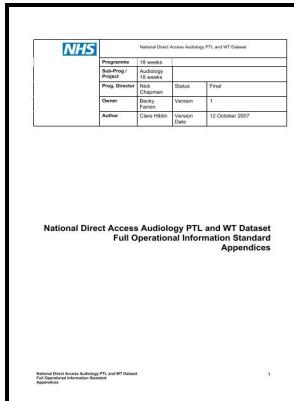 NHS
National Direct Access Audiology PTL and WT Dataset
Programme 18 weeks
Sub-Prog / Project Audiology 18 weeks
Prog. Director Nick Chapman Status Final
Owner Becky Farren Version 1
Author Clare Hiblin Version Date 12 October 2007
National Direct Access Audiology PTL and WT Dataset
Full Operational Information Standard
Appendices
National Direct Access Audiology PTL and WT Dataset
Full Operational Information Standard
Appendices
1